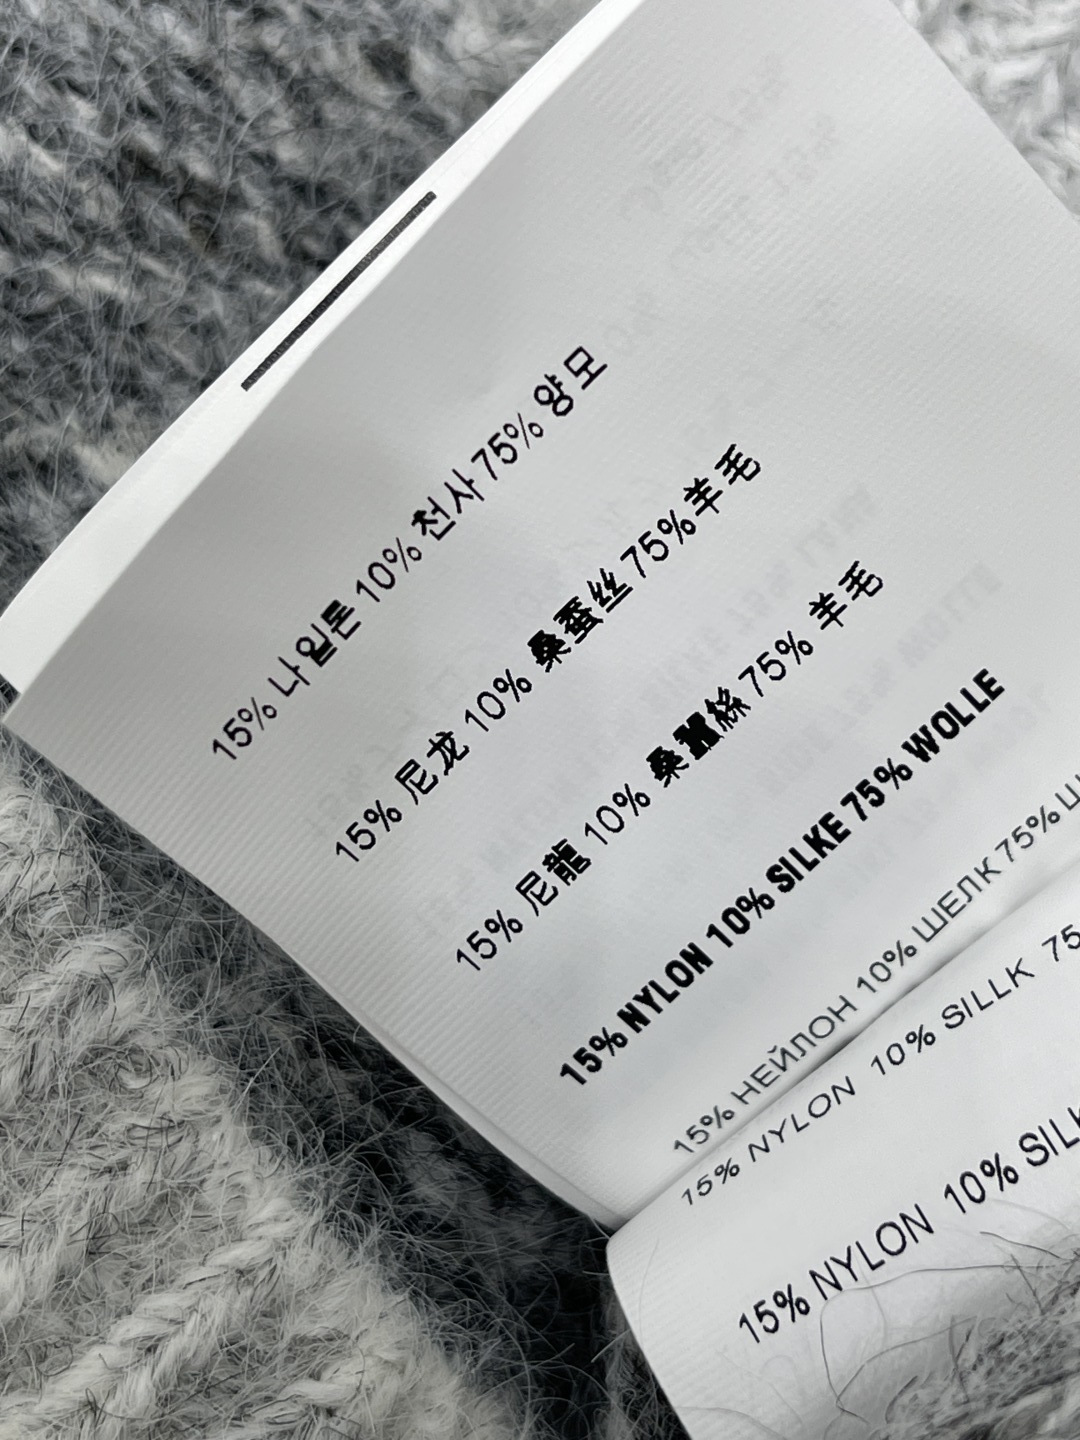 15% 나일론 10% 천사 75% 양모
15% 尼龙 10% 桑蚕丝 75% 羊毛
15% 尼龍 10% 桑蠶絲 75% 羊毛
15% NYLON 10% SILKE 75% WOLLE
15% НЕЙЛОН 10% ШЕЛК 75%
15% NYLON 10% SILLK 75
15% NYLON 10%